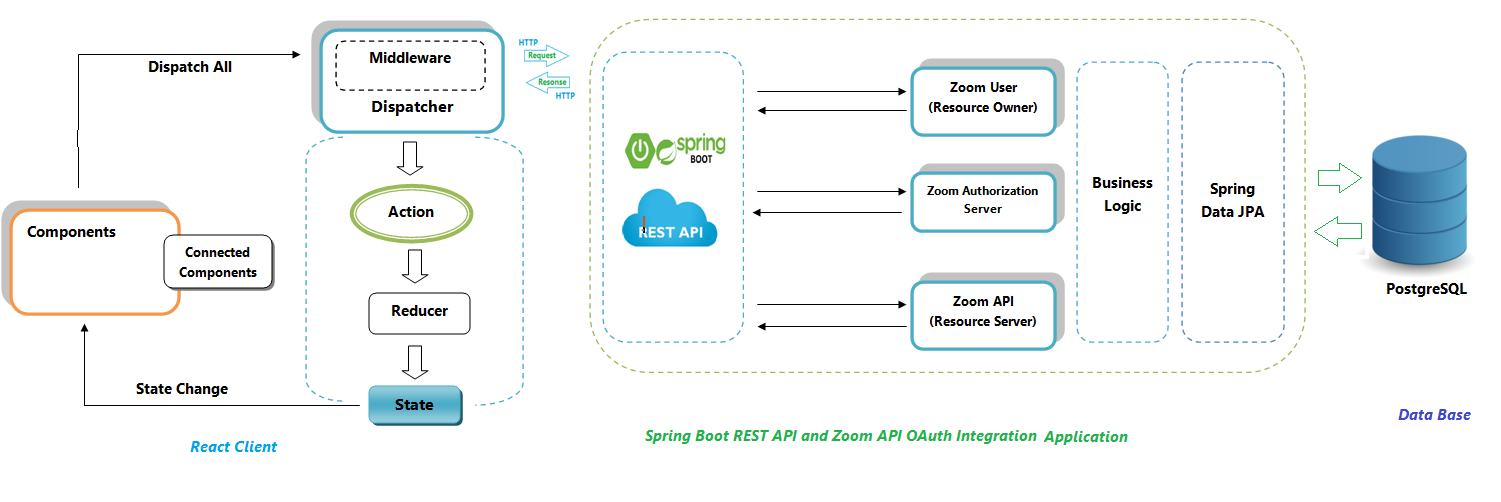 Dispatch All
Middleware
Dispatcher
HTTP
Request
Resonse
HTTP
Action
Components
Connected
Components
Reducer
State Change
State
React Client
spring
BOOT
REST API
Zoom User
(Resource Owner)
Zoom Authorization
Server
Zoom API
(Resource Server)
Business
Logic
Spring
Data JPA
Spring Boot REST API and Zoom API OAuth Integration Application
PostgreSQL
Data Base